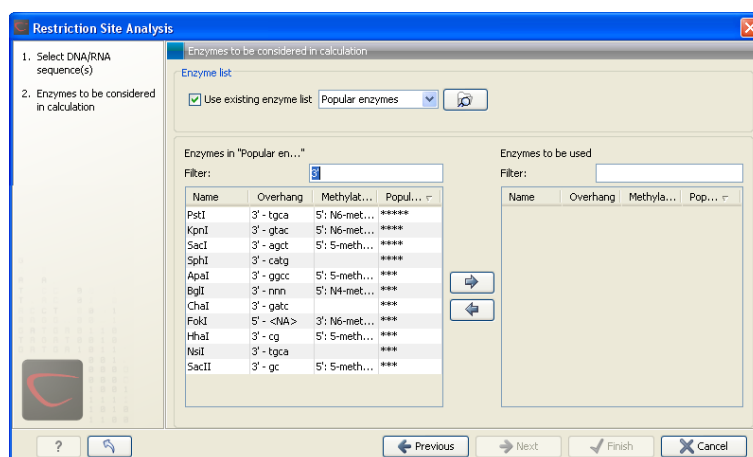 Restriction Site Analysis
1. Select DNA/RNA
sequence(s)
2. Enzymes to be considered
in calculation
Enzymes to be considered in calculation
Enzyme list
Use existing enzyme list Popular enzymes
Enzymes in "Popular en..."
Filter: 3'
Name Overhang Methylat... Popul...
PstI 3' - tgca 5': N6-met... *****
KpnI 3' - gtac 5': N6-met... ****
SacI 3' - agct 5': 5-meth... ****
SphI 3' - catg ****
ApaI 3' - ggcc 5': 5-meth... ***
BglI 3' - nnn 5': N4-met... ***
ChaI 3' - gatc ***
FokI 5' - <NA> 3': N6-met... ***
HhaI 3' - cg 5': 5-meth... ***
NsiI 3' - tgca ***
SacII 3' - gc 5': 5-meth... ***
Enzymes to be used
Filter:
Name Overhang Methyla... Pop...
? Previous Next Finish Cancel